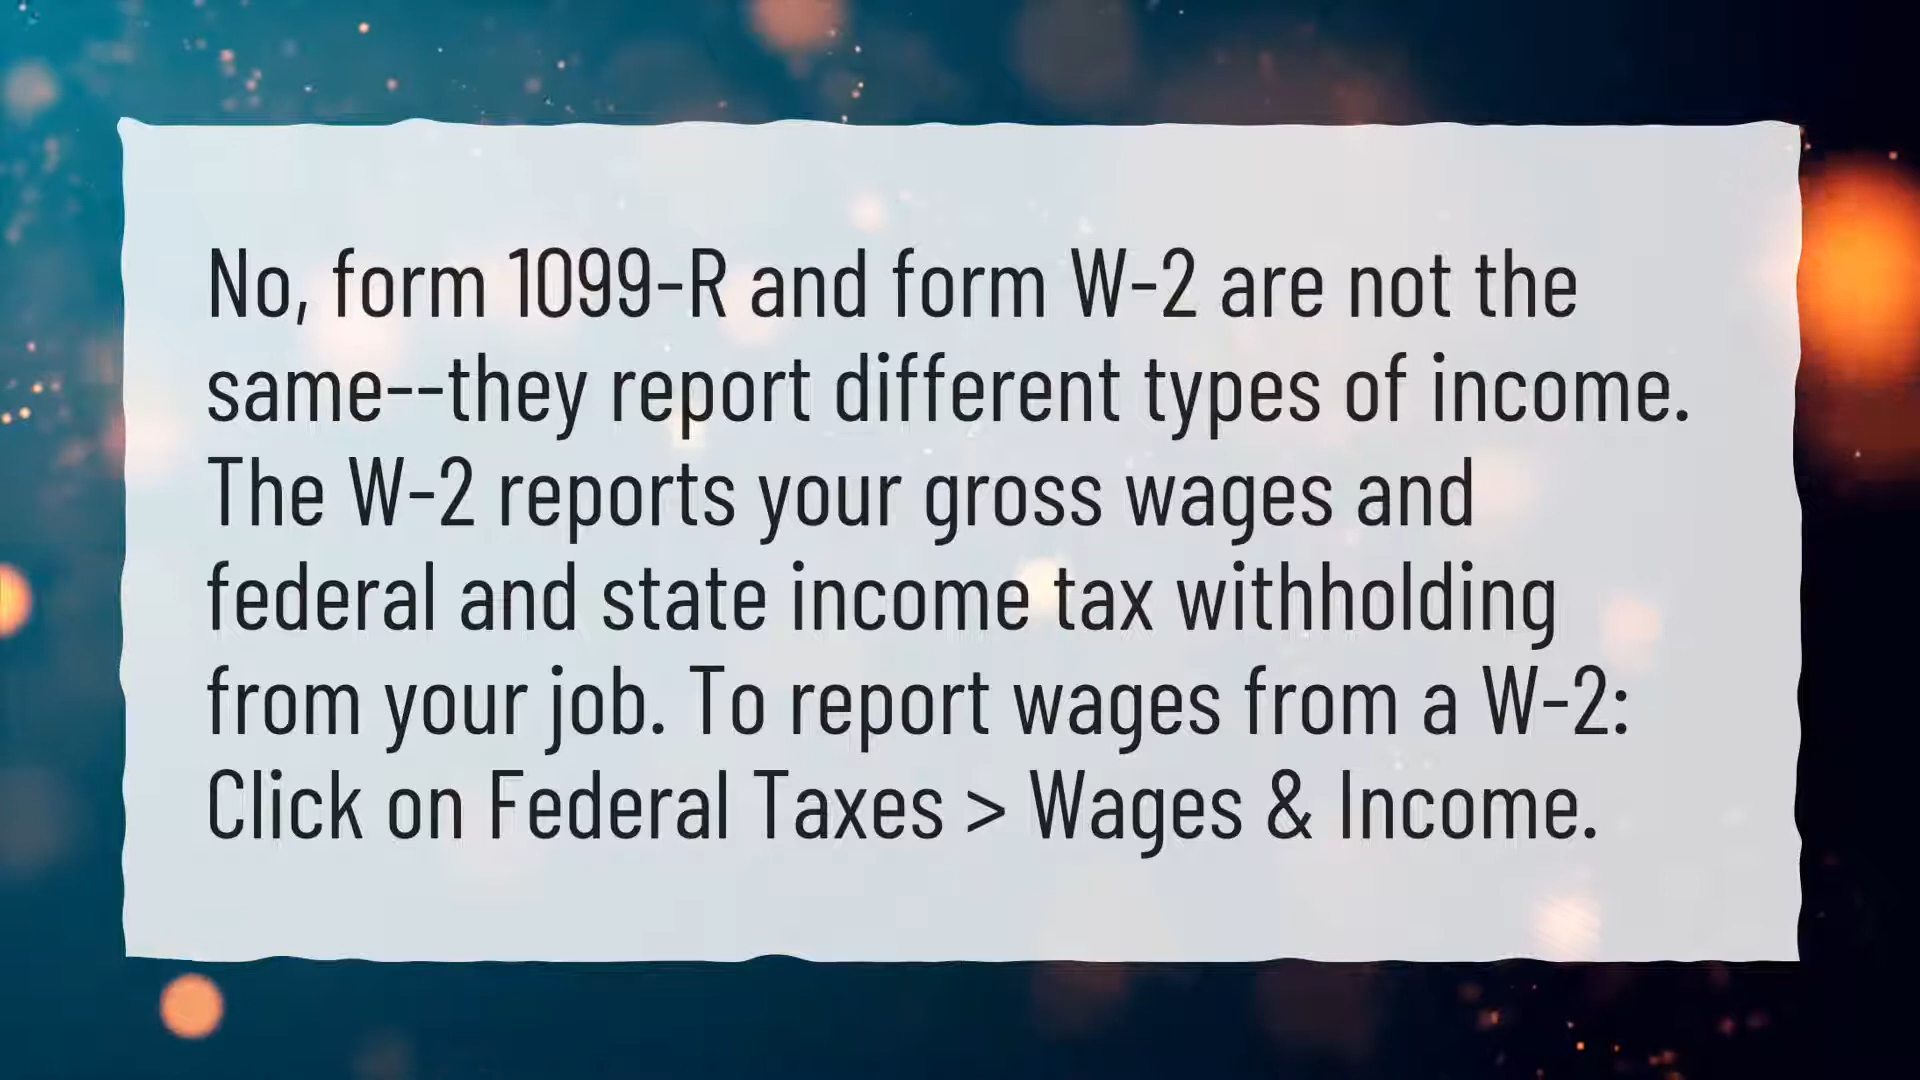 No, form 1099-R and form W-2 are not the
same--they report different types of income.
The W-2 reports your gross wages and
federal and state income tax withholding
from your job. To report wages from a W-2:
Click on Federal Taxes > Wages & Income.